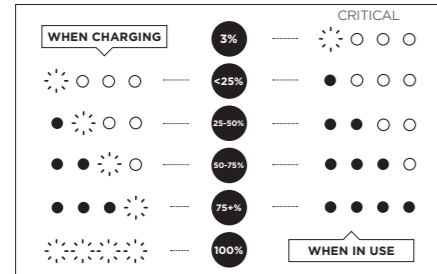 CRITICAL
WHEN CHARGING
3%
<25%
25-50%
50-75%
75+%
100%
WHEN IN USE